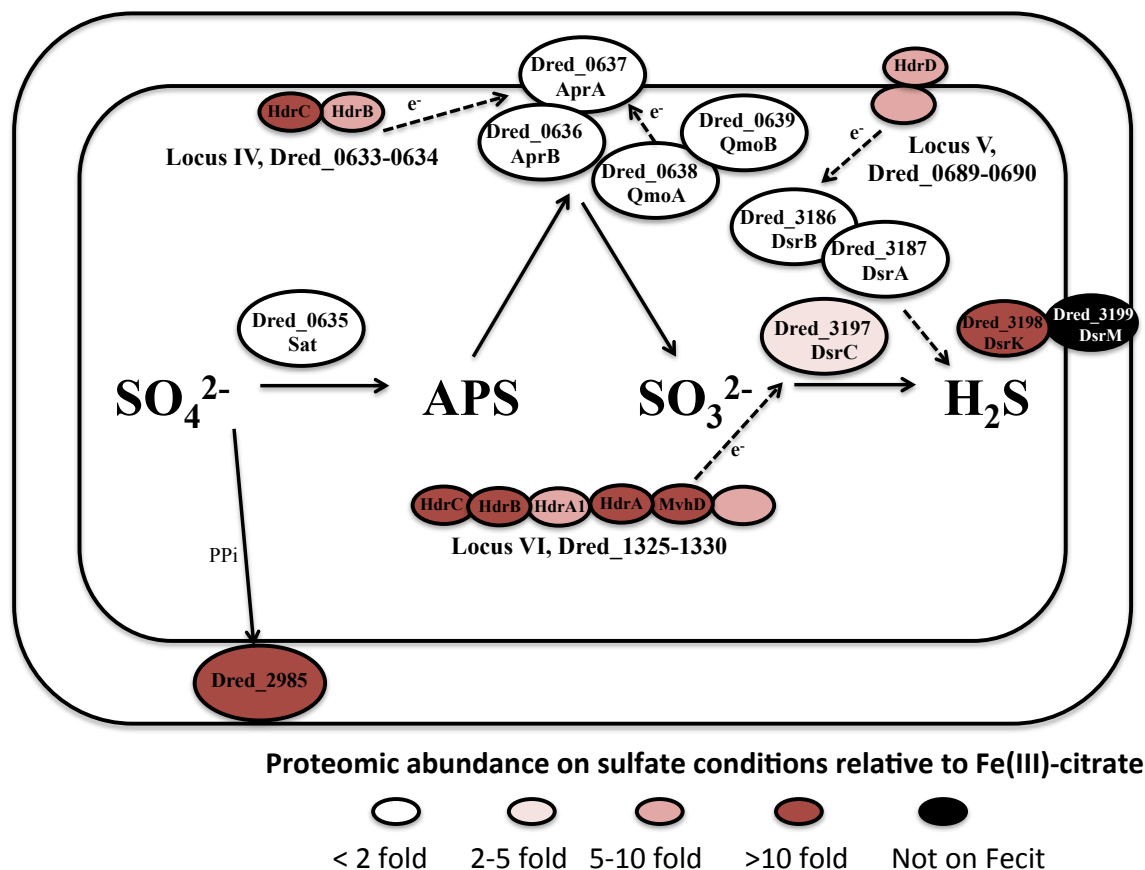 Dred_0637
AprA
HdrD
HdrC
HdrB
e-
e-
Dred_0636
AprB
Dred_0639
QmoB
e-
Locus IV, Dred_0633-0634
Locus V,
Dred_0689-0690
Dred_0638
QmoA
Dred_3186
DsrB
Dred_3187
DsrA
Dred_0635
Sat
Dred_3197
DsrC
Dred_3198
DsrK
Dred_3199
DsrM
SO₄²⁻
APS
SO₃²⁻
H₂S
e-
HdrC
HdrB
HdrA1
HdrA
MvhD
Locus VI, Dred_1325-1330
PPi
Dred_2985
Proteomic abundance on sulfate conditions relative to Fe(III)-citrate
< 2 fold
2-5 fold
5-10 fold
>10 fold
Not on Fecit